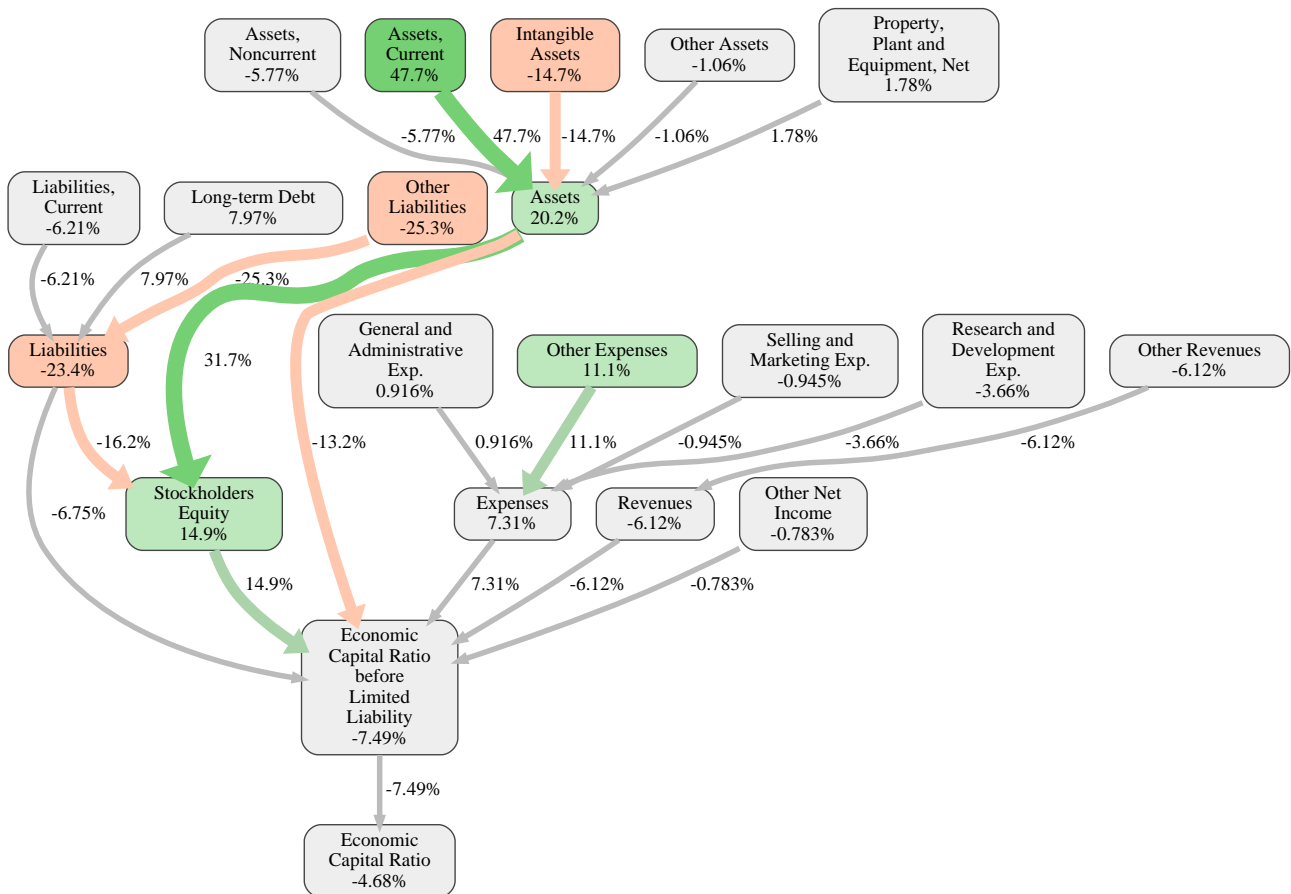 Assets,
Noncurrent
-5.77%
Assets,
Current
47.7%
Intangible
Assets
-14.7%
Other Assets
-1.06%
Property,
Plant and
Equipment, Net
1.78%
-5.77%
47.7%
-14.7%
-1.06%
1.78%
Liabilities,
Current
-6.21%
Long-term Debt
7.97%
Other
Liabilities
-25.3%
Assets
20.2%
-6.21%
7.97%
-25.3%
Liabilities
-23.4%
31.7%
General and
Administrative
Exp.
0.916%
Other Expenses
11.1%
Selling and
Marketing Exp.
-0.945%
Research and
Development
Exp.
-3.66%
Other Revenues
-6.12%
-16.2%
-13.2%
0.916%
11.1%
-0.945%
-3.66%
-6.12%
-6.75%
Stockholders
Equity
14.9%
Expenses
7.31%
Revenues
-6.12%
Other Net
Income
-0.783%
14.9%
7.31%
-6.12%
-0.783%
Economic
Capital Ratio
before
Limited
Liability
-7.49%
-7.49%
Economic
Capital Ratio
-4.68%